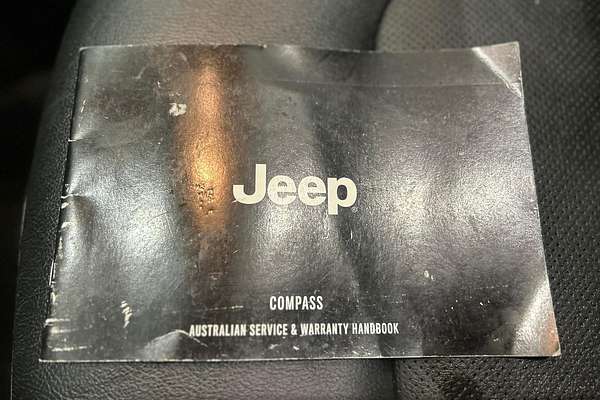 Jeep
COMPASS
AUSTRALIAN SERVICE & WARRANTY HANDBOOK